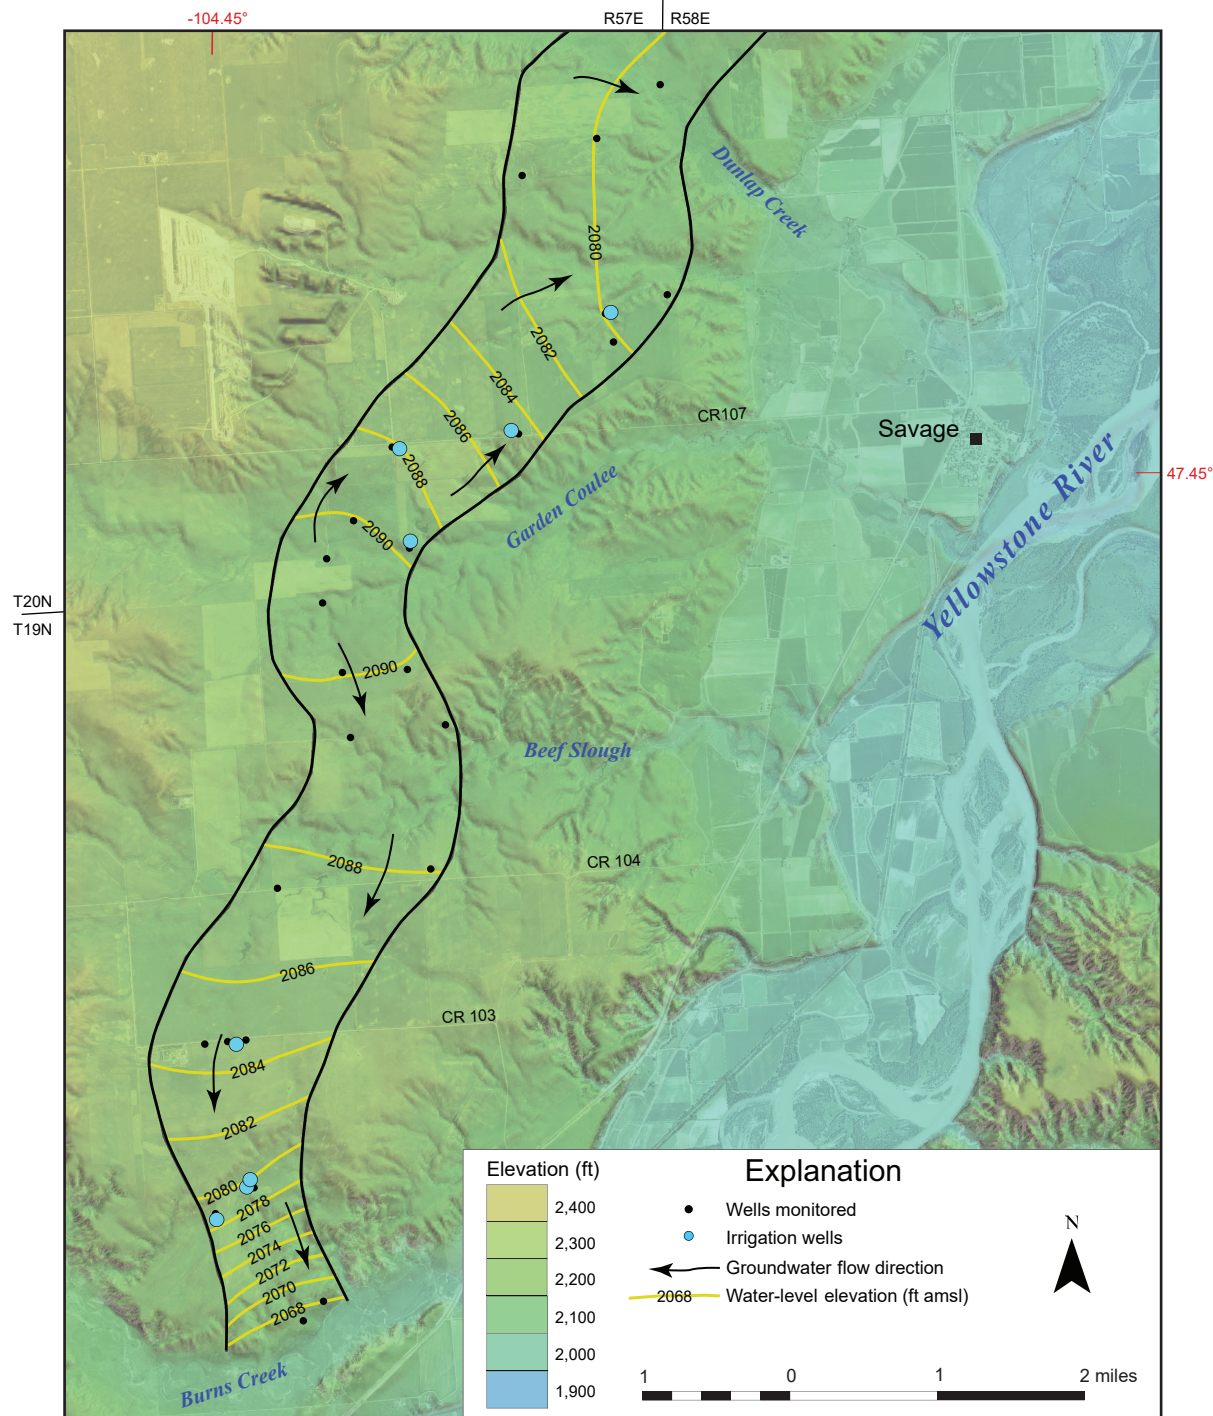 -104.45°
R57E
R58E
Dunlap Creek
2080
2082
2084
2086
CR107
Savage
2088
47.45°
Garden Coulee
2090
Yellowstone River
T20N
T19N
2090
Beef Slough
2088
CR 104
2086
CR 103
2084
2082
2080
2078
2076
2074
2072
2070
2068
Burns Creek
Elevation (ft)
2,400
2,300
2,200
2,100
2,000
1,900
Explanation
Wells monitored
Irrigation wells
Groundwater flow direction
2068
Water-level elevation (ft amsl)
N
1 0 1 2 miles